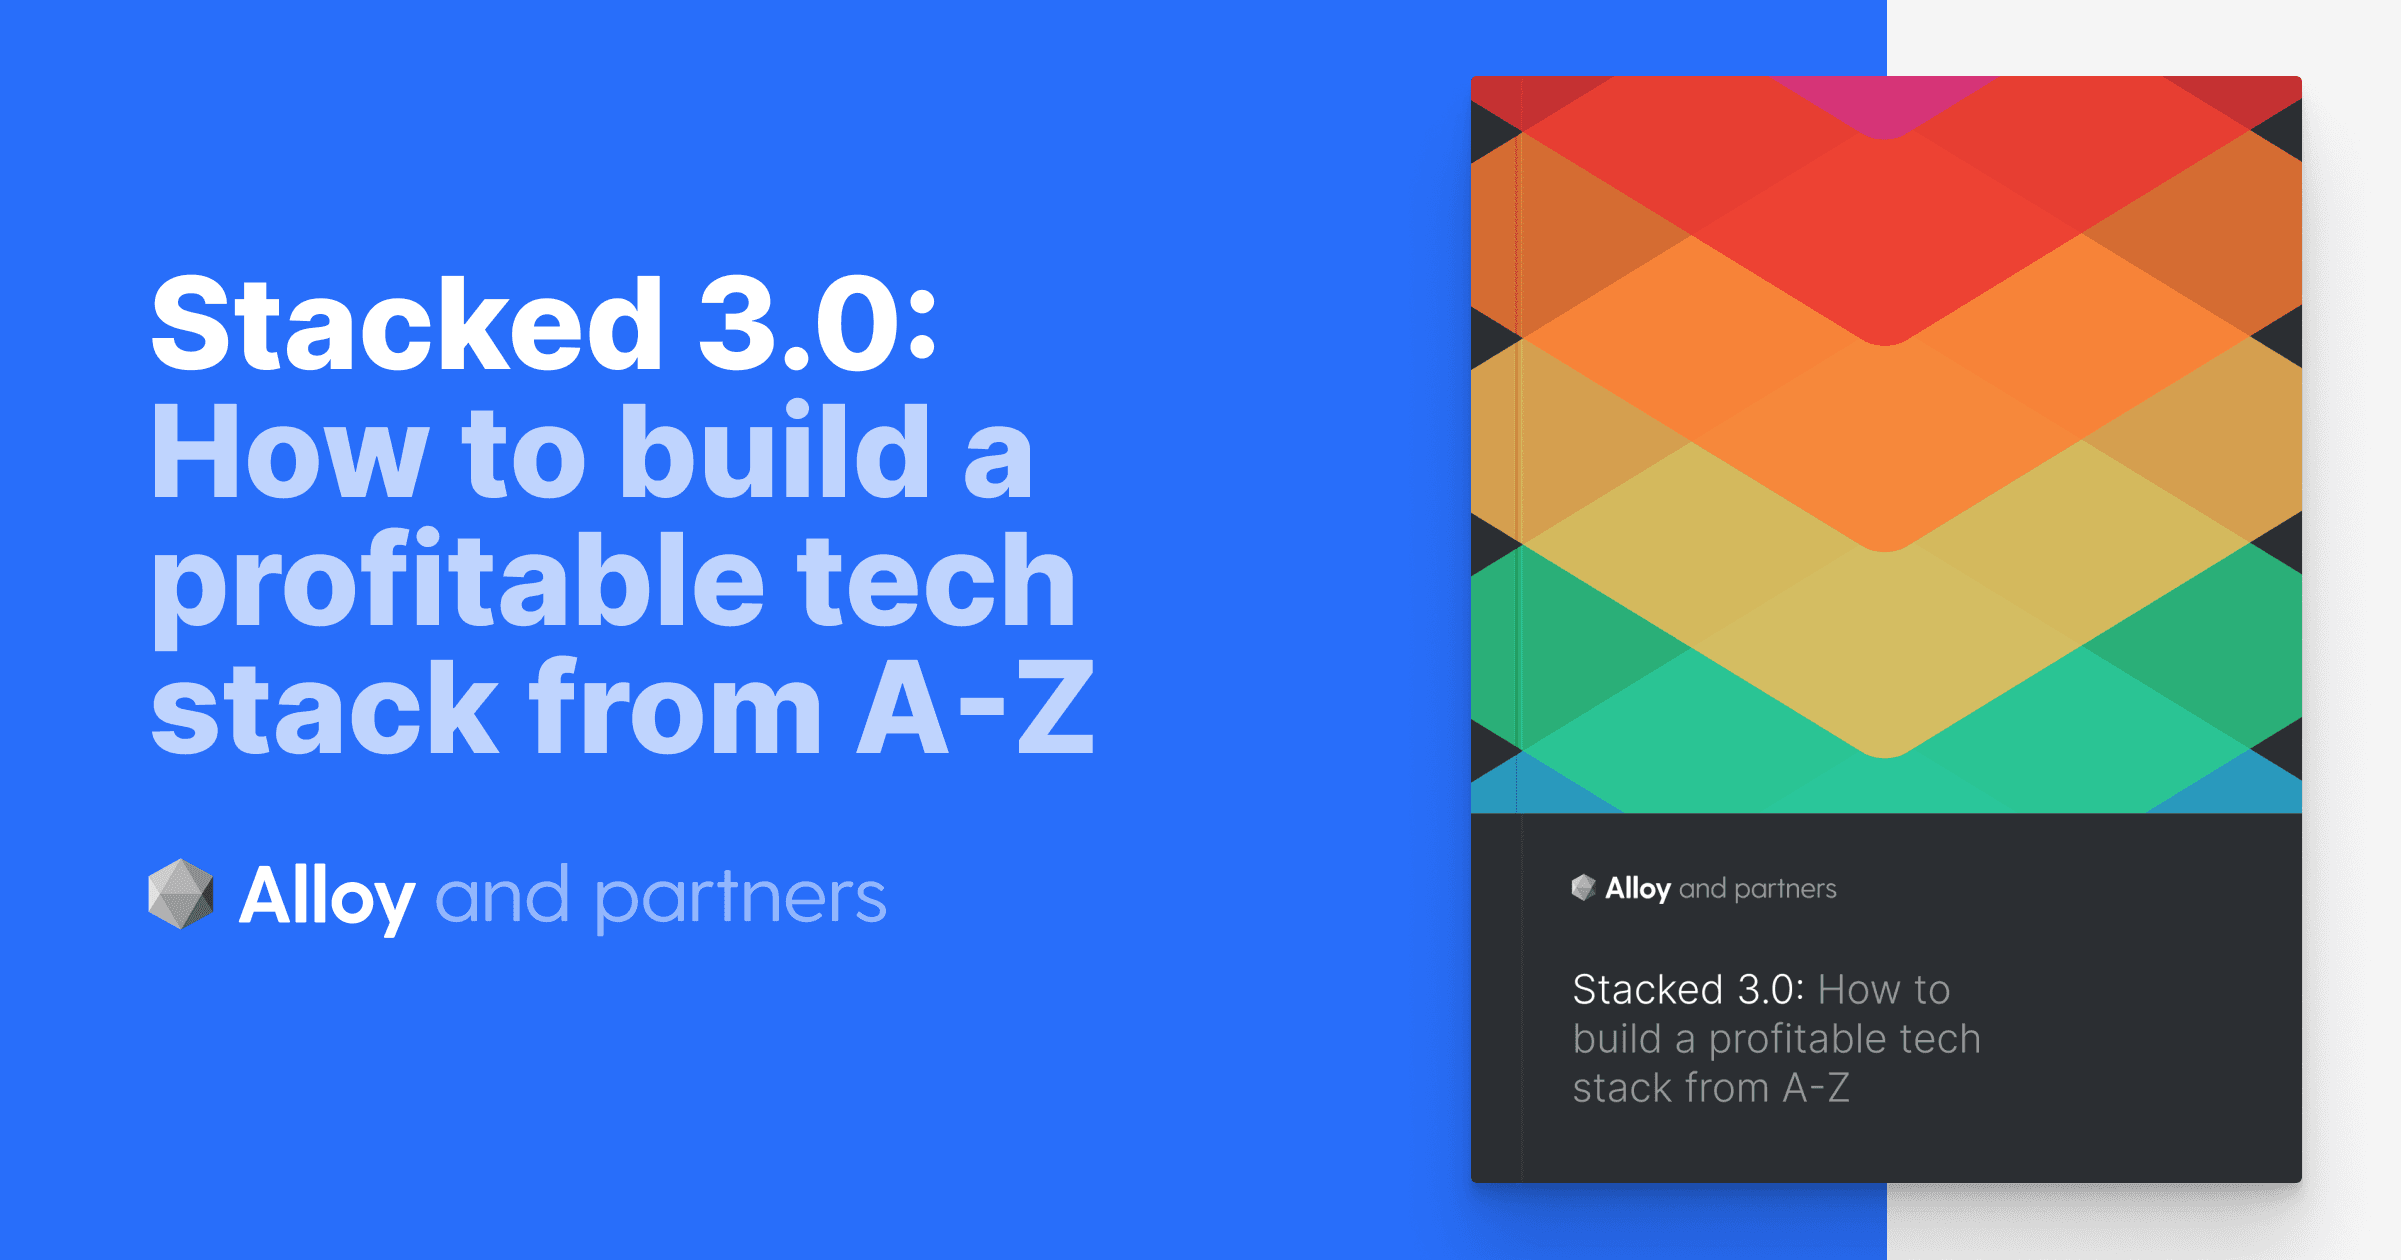 Stacked 3.0:
How to build a
profitable tech
stack from A-Z
Alloy and partners
Alloy and partners
Stacked 3.0: How to
build a profitable tech
stack from A-Z